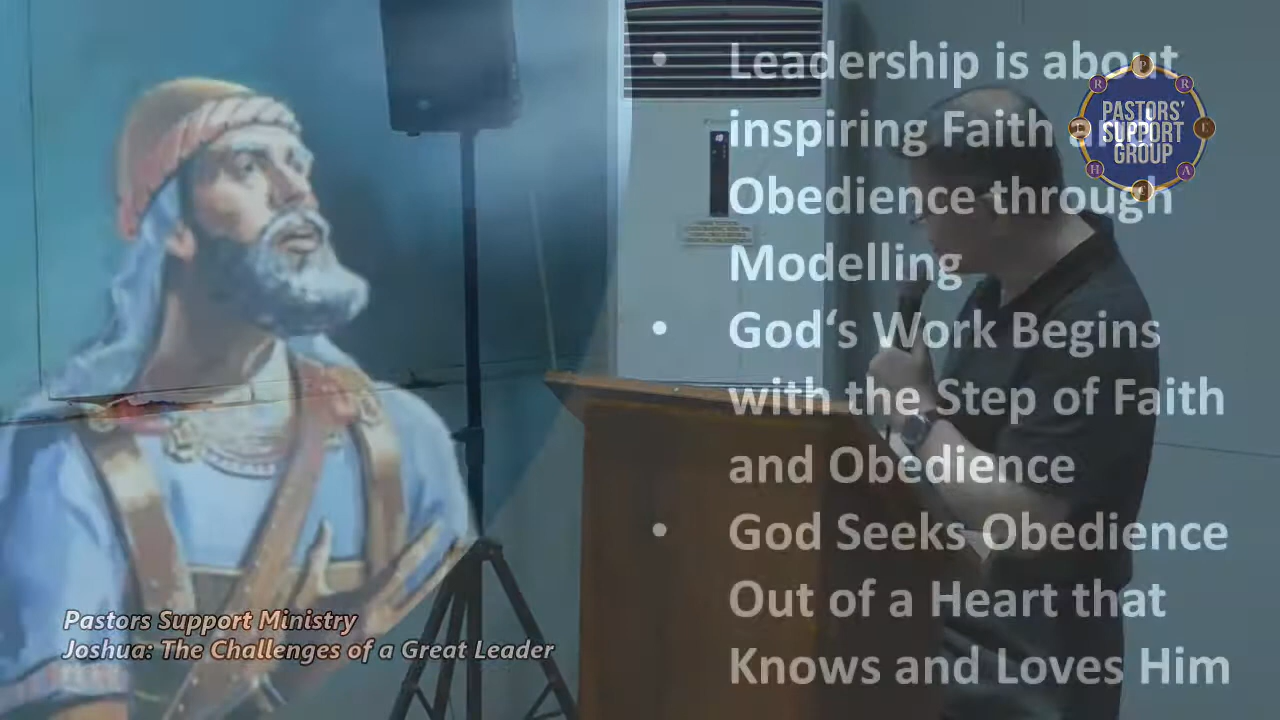 • Leadership is about
inspiring Faith
Obedience through
Modelling
• God‘s Work Begins
with the Step of Faith
and Obedience
• God Seeks Obedience
Out of a Heart that
Knows and Loves Him
PASTORS'
SUPPORT
GROUP
P
R
R
E
E
H
A
Pastors Support Ministry
Joshua: The Challenges of a Great Leader